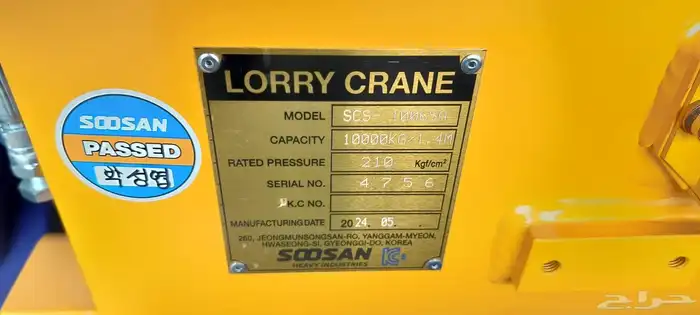 LORRY CRANE
MODEL
CAPACITY 10000KG/1.4M
RATED PRESSURE 210 Kgf/cm²
SERIAL NO. 4756
K.C NO.
MANUFACTURING DATE 2024. 05.
260, JEONGMUNSONGSAN-RO, YANGGAM-MYEON,
HWASEONG-SI, GYEONGGI-DO, KOREA
SOOSAN
HEAVY INDUSTRIES
SOOSAN
PASSED
حراج